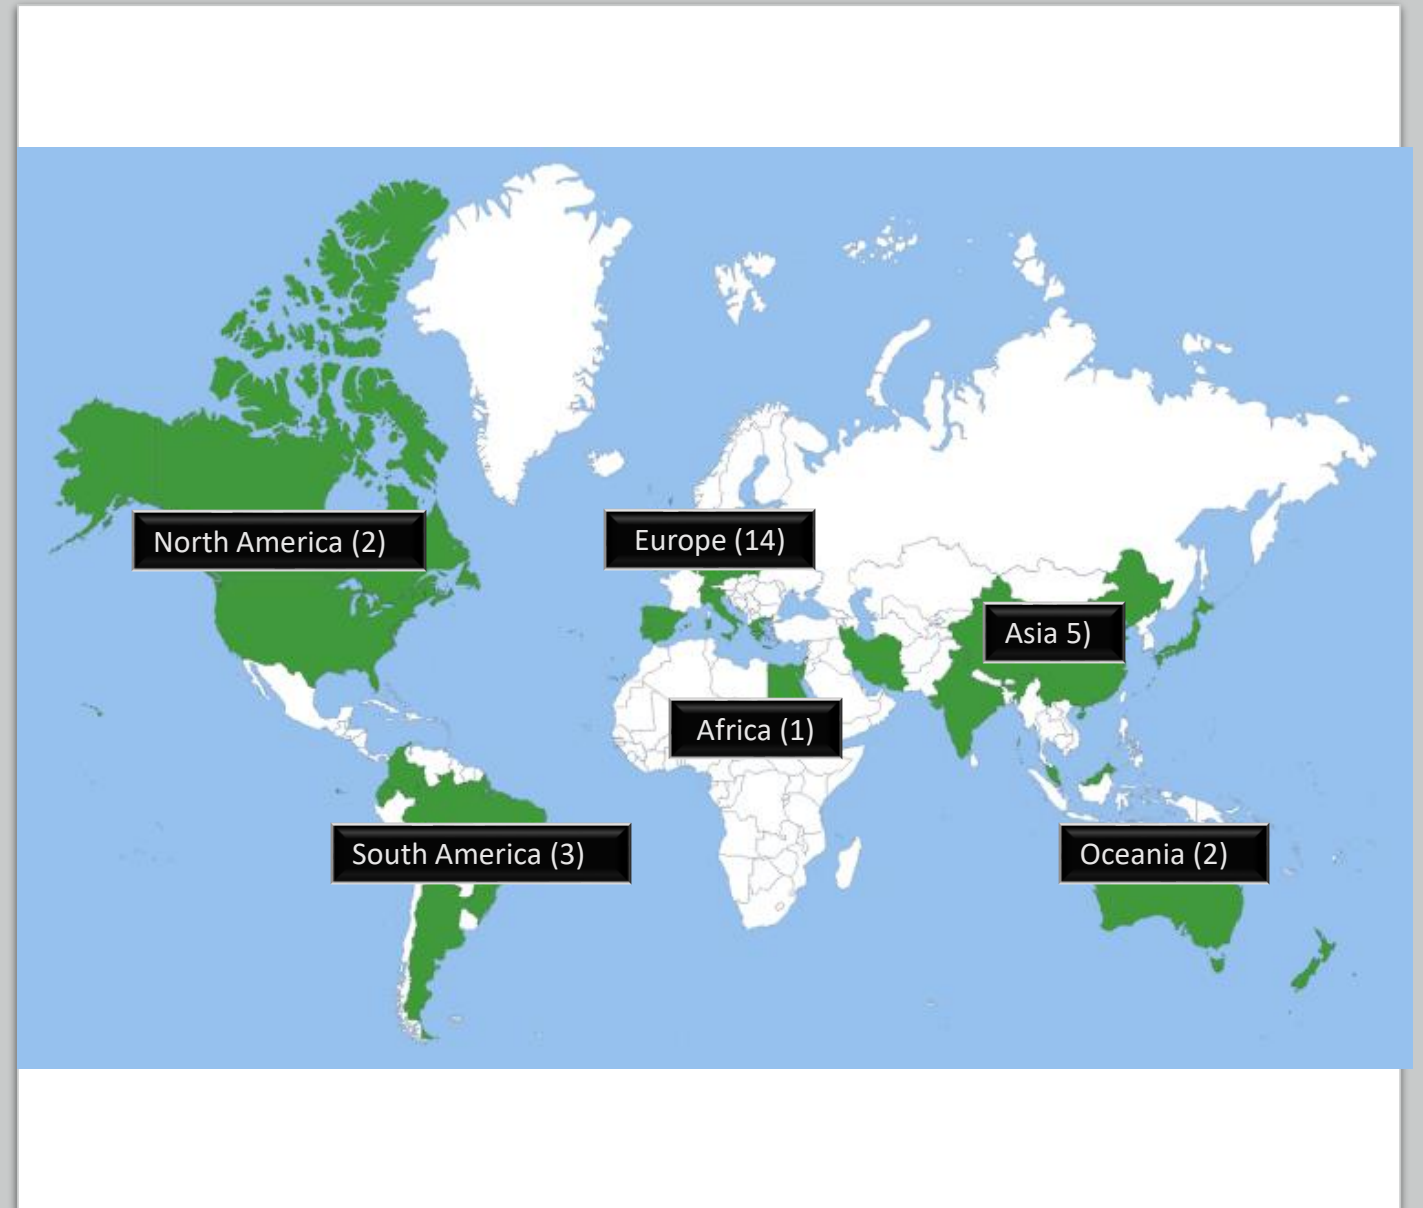 North America (2)
Europe (14)
Asia 5)
Africa (1)
South America (3)
Oceania (2)